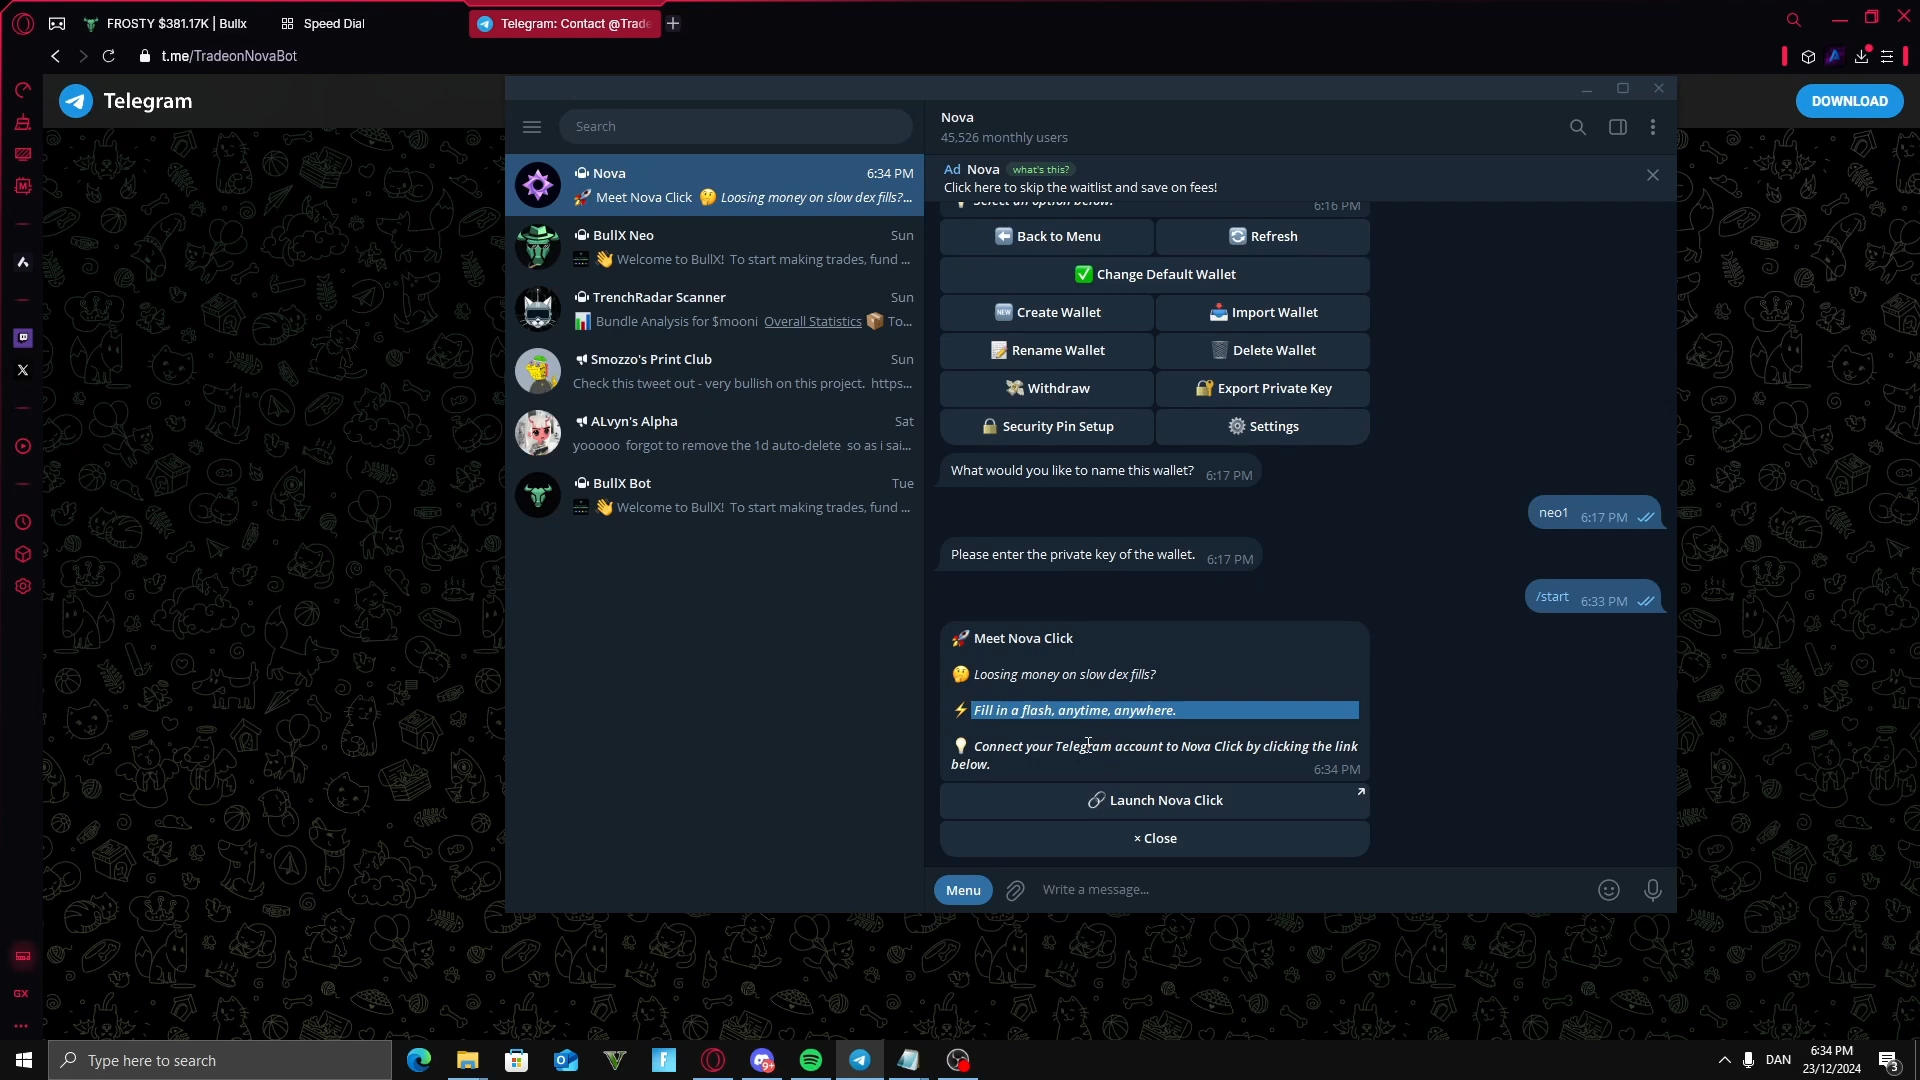 FROSTY $381.17K | Bullx
Speed Dial
Telegram: Contact @Trade
t.me/TradeonNovaBot
Telegram
DOWNLOAD
Search
Nova
6:34 PM
🚀 Meet Nova Click 🤔 Loosing money on slow dex fills?...
BullX Neo
Sun
👋 Welcome to BullX! To start making trades, fund ...
TrenchRadar Scanner
Sun
📊 Bundle Analysis for $mooni Overall Statistics 📦 To...
Smozzo's Print Club
Sun
Check this tweet out - very bullish on this project. https...
ALvyn's Alpha
Sat
yooooo forgot to remove the 1d auto-delete so as i sai...
BullX Bot
Tue
👋 Welcome to BullX! To start making trades, fund ...
Nova
45,526 monthly users
Ad Nova what's this?
Click here to skip the waitlist and save on fees!
Select an option below.
6:16 PM
⬅️ Back to Menu
🔄 Refresh
✅ Change Default Wallet
🆕 Create Wallet
📥 Import Wallet
📝 Rename Wallet
🗑️ Delete Wallet
💸 Withdraw
🔐 Export Private Key
🔒 Security Pin Setup
⚙️ Settings
What would you like to name this wallet? 6:17 PM
neo1 6:17 PM
Please enter the private key of the wallet. 6:17 PM
/start 6:33 PM
🚀 Meet Nova Click
🤔 Loosing money on slow dex fills?
⚡ Fill in a flash, anytime, anywhere.
💡 Connect your Telegram account to Nova Click by clicking the link
below.
6:34 PM
🔗 Launch Nova Click
× Close
Menu
Write a message...
GX
Type here to search
9+
DAN
6:34 PM
23/12/2024
3